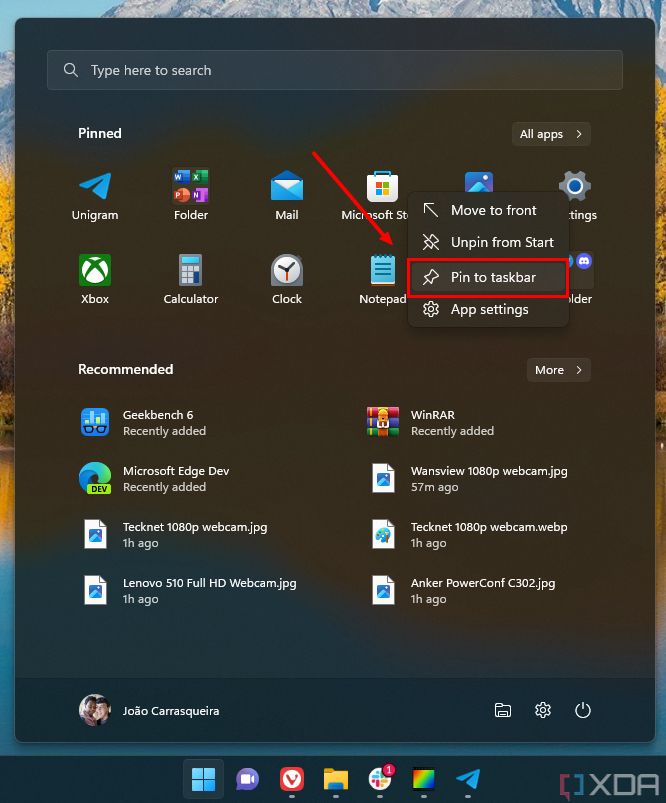 Type here to search
Pinned
All apps
Unigram
Folder
Mail
Microsoft Sto
ttings
Move to front
Unpin from Start
Pin to taskbar
App settings
Xbox
Calculator
Clock
Notepad
older
Recommended
More
Geekbench 6
Recently added
WinRAR
Recently added
Microsoft Edge Dev
Recently added
DEV
Wansview 1080p webcam.jpg
57m ago
Tecknet 1080p webcam.jpg
1h ago
Tecknet 1080p webcam.webp
1h ago
Lenovo 510 Full HD Webcam.jpg
1h ago
Anker PowerConf C302.jpg
1h ago
João Carrasqueira
1
XDA